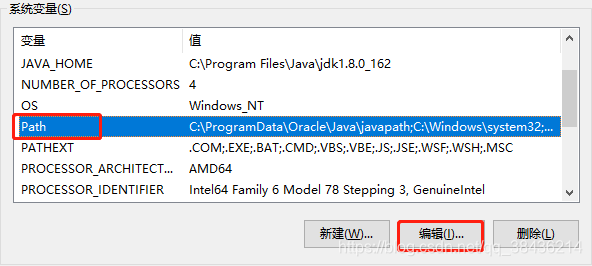 系统变量(S)
变量 值
JAVA_HOME C:\Program Files\Java\jdk1.8.0_162
NUMBER_OF_PROCESSORS 4
OS Windows_NT
Path C:\ProgramData\Oracle\Java\javapath;C:\Windows\system32;...
PATHEXT .COM;.EXE;.BAT;.CMD;.VBS;.VBE;.JS;.JSE;.WSF;.WSH;.MSC
PROCESSOR_ARCHITECT... AMD64
PROCESSOR_IDENTIFIER Intel64 Family 6 Model 78 Stepping 3, GenuineIntel
新建(W)... 编辑(I)... 删除(L)
https://blog.csdn.net/qq_38436214